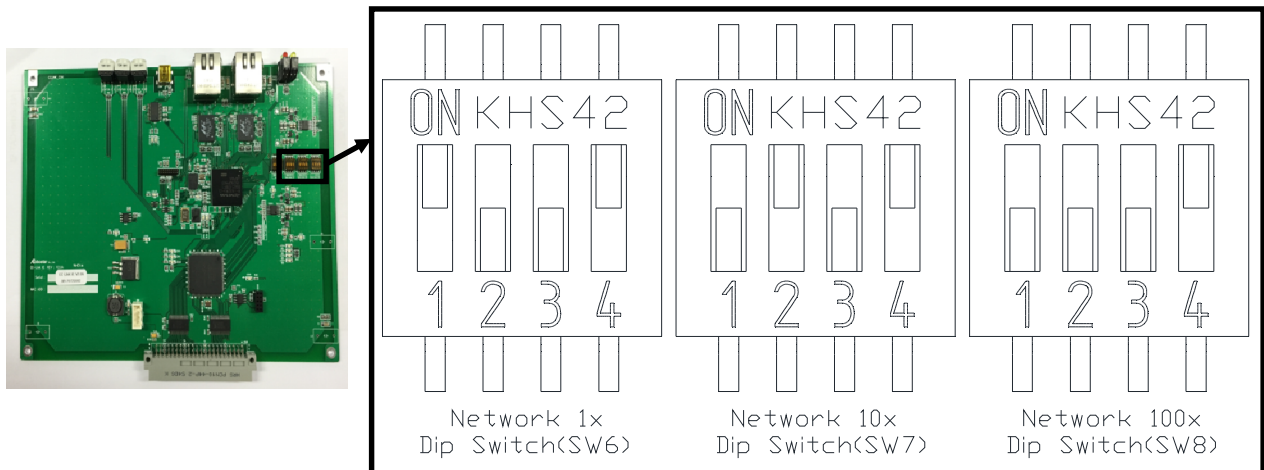 ON KHS42
1 2 3 4
Network 1x
Dip Switch(SW6)
ON KHS42
1 2 3 4
Network 10x
Dip Switch(SW7)
ON KHS42
1 2 3 4
Network 100x
Dip Switch(SW8)